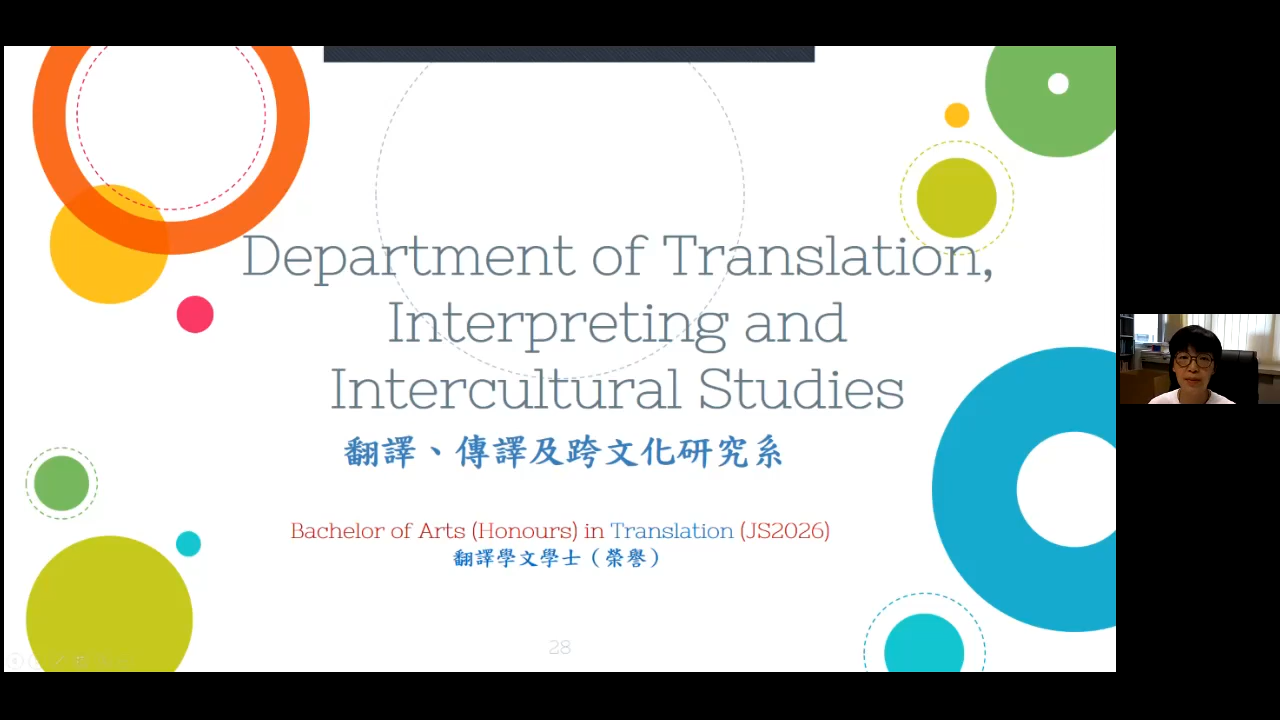 Department of Translation,
Interpreting and
Intercultural Studies
翻譯、傳譯及跨文化研究系
Bachelor of Arts (Honours) in Translation (JS2026)
翻譯學文學士（榮譽）
28